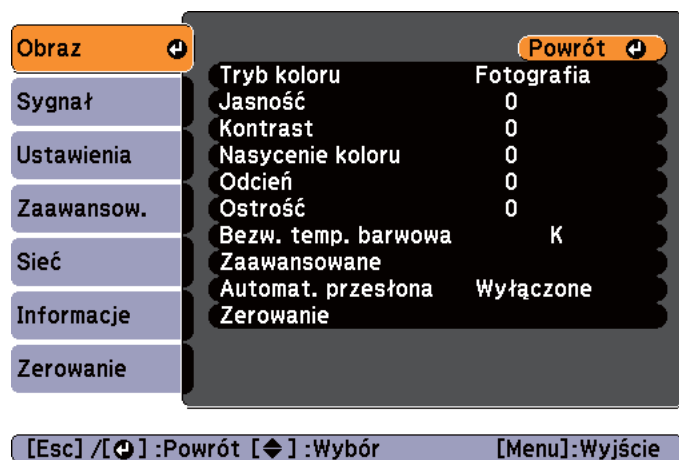 Obraz
Sygnał
Ustawienia
Zaawansow.
Sieć
Informacje
Zerowanie
Powrót
Tryb koloru Fotografia
Jasność 0
Kontrast 0
Nasycenie koloru 0
Odcień 0
Ostrość 0
Bezw. temp. barwowa K
Zaawansowane
Automat. przesłona Wyłączone
Zerowanie
[Esc] /[ ] :Powrót [ ] :Wybór [Menu]:Wyjście